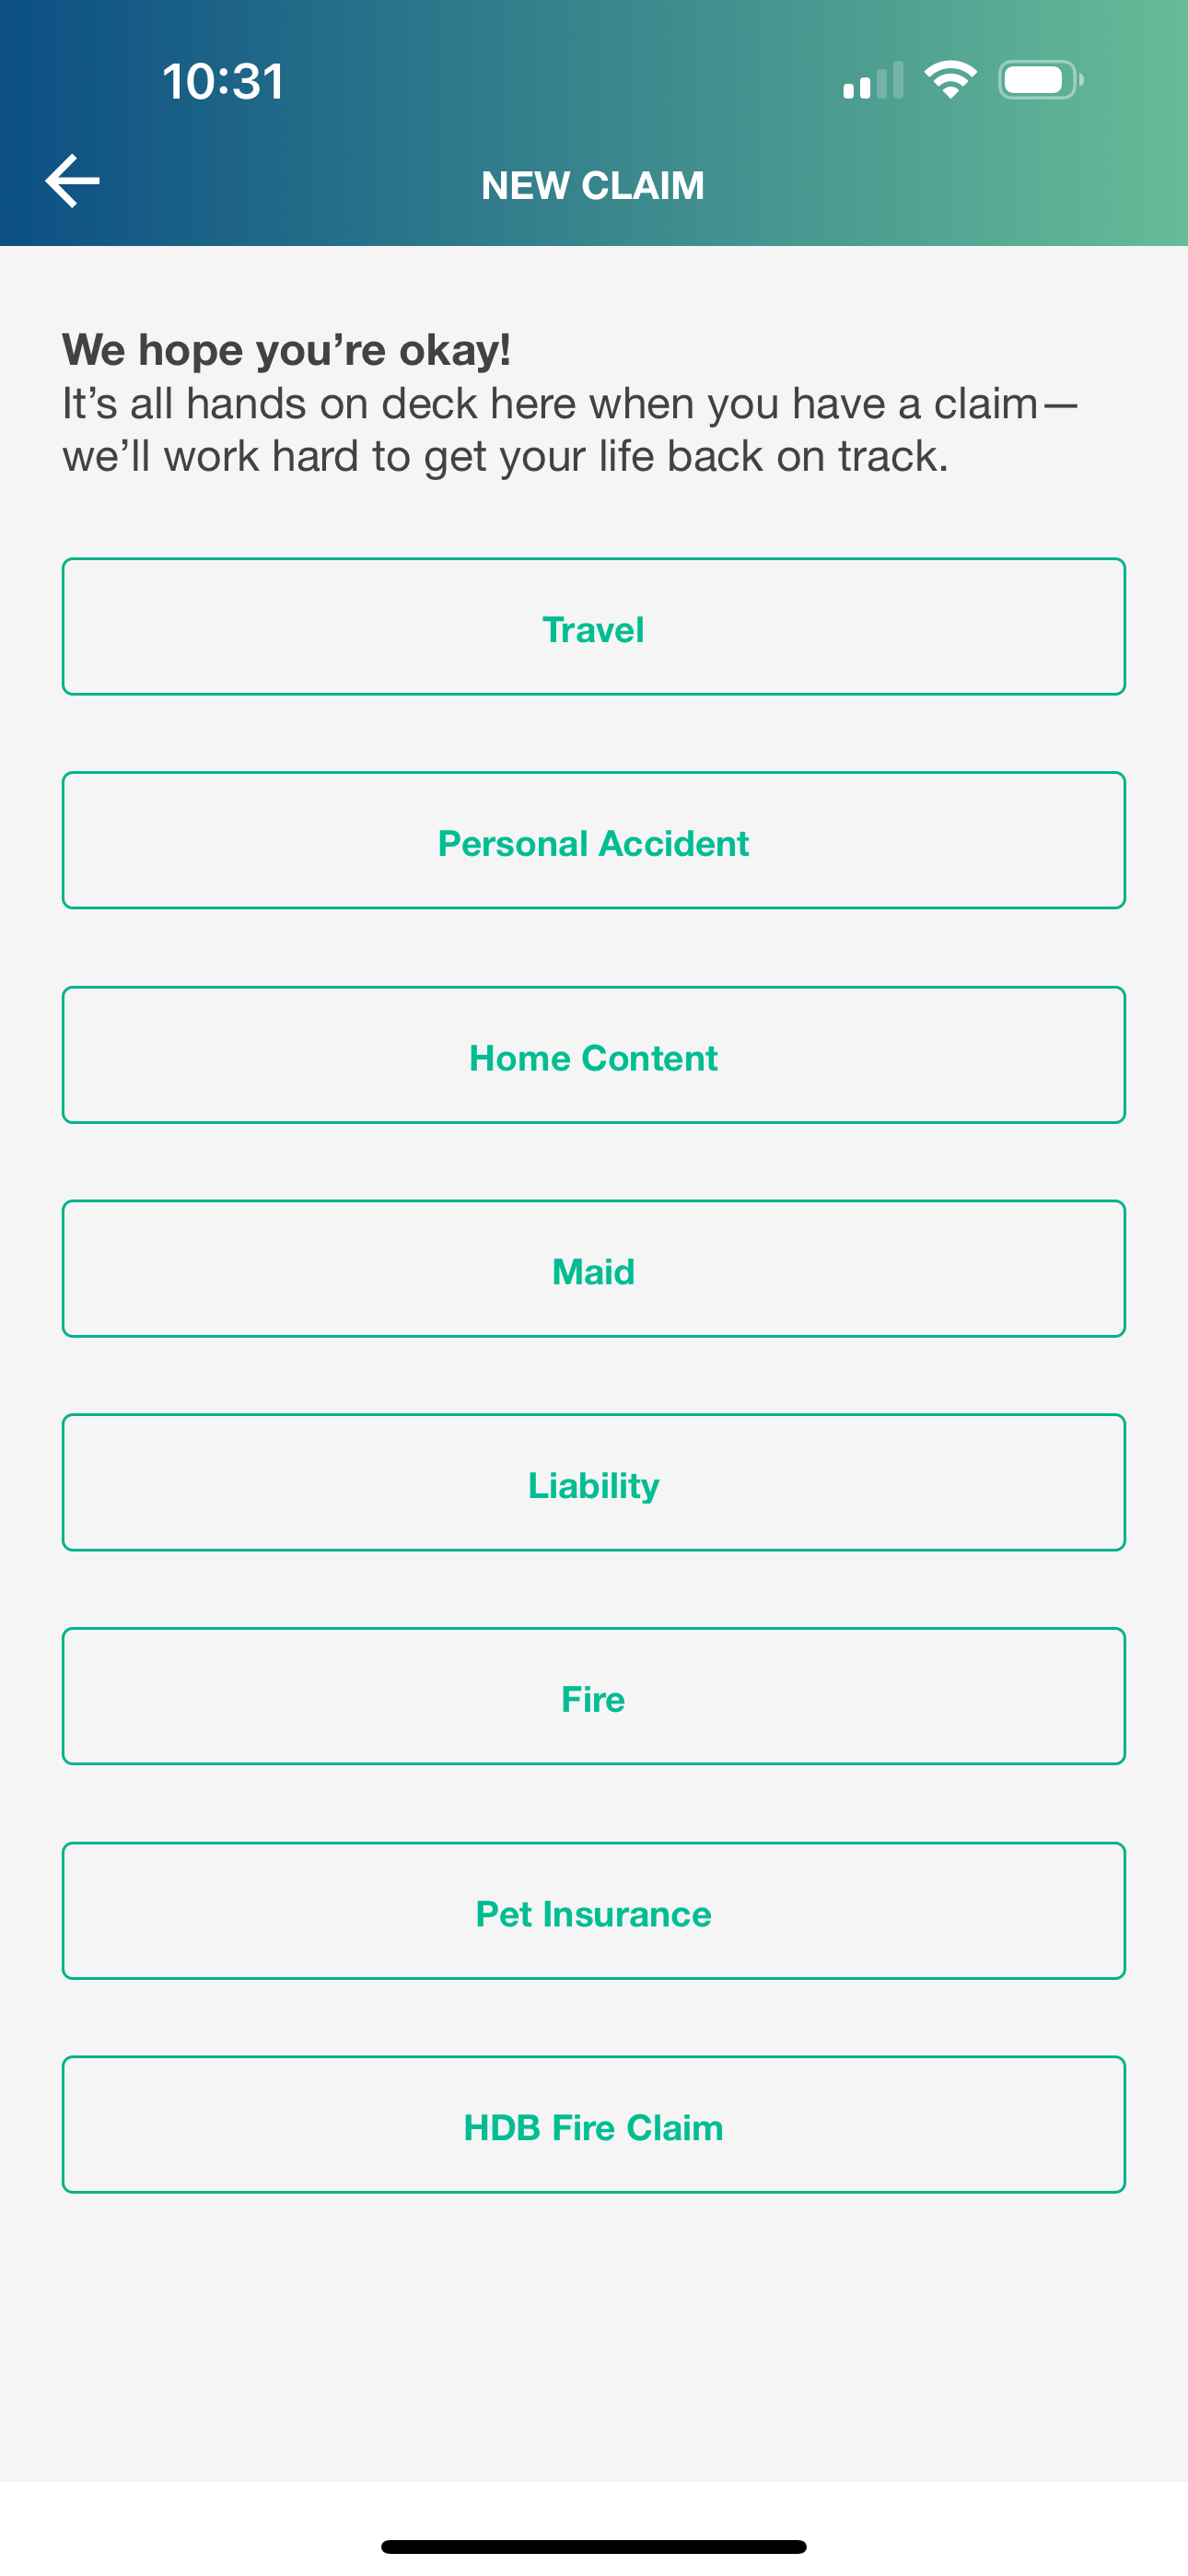 10:31
NEW CLAIM
We hope you’re okay!
It’s all hands on deck here when you have a claim—
we’ll work hard to get your life back on track.
Travel
Personal Accident
Home Content
Maid
Liability
Fire
Pet Insurance
HDB Fire Claim